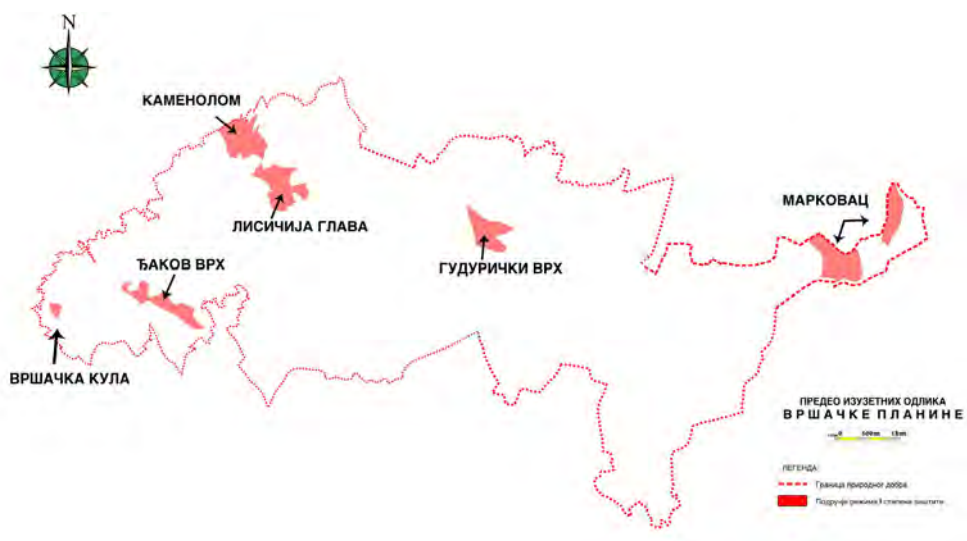 N
КАМЕНОЛОМ
ЛИСИЧИЈА ГЛАВА
МАРКОВАЦ
ГУДУРИЧКИ ВРХ
ЂАКОВ ВРХ
ВРШАЧКА КУЛА
ПРЕДЕО ИЗУЗЕТНИХ ОДЛИКА
ВРШАЧКЕ ПЛАНИНЕ
0 500m 1km
ЛЕГЕНДА:
Граница природног добра
Подручје режима I степена заштите